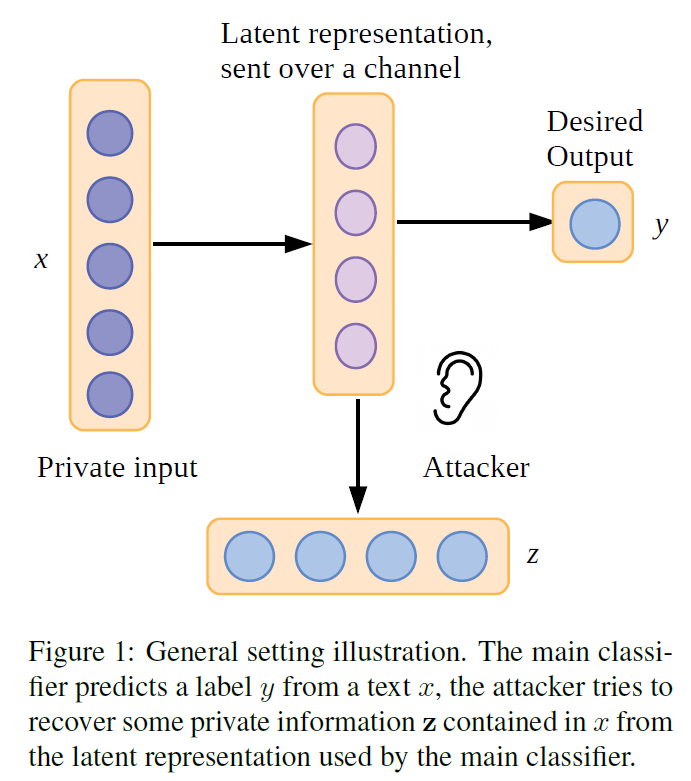 Latent representation,
sent over a channel
Desired
Output
x
y
Private input
Attacker
z
Figure 1: General setting illustration. The main classi-
fier predicts a label y from a text x, the attacker tries to
recover some private information z contained in x from
the latent representation used by the main classifier.